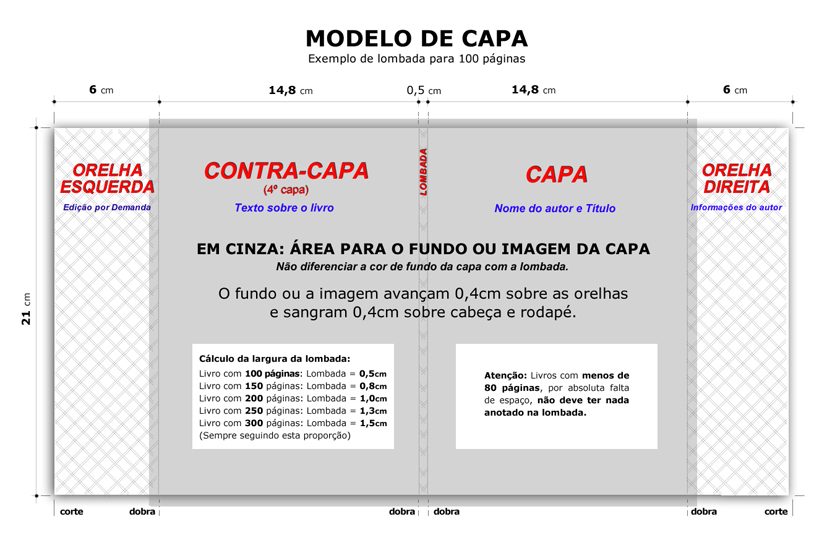 MODELO DE CAPA
Exemplo de lombada para 100 páginas
6 cm
14,8 cm
0,5 cm
14,8 cm
6 cm
21 cm
ORELHA
ESQUERDA
Edição por Demanda
CONTRA-CAPA
(4º capa)
Texto sobre o livro
LOMBADA
CAPA
Nome do autor e Titulo
ORELHA
DIREITA
Informações do autor
EM CINZA: ÁREA PARA O FUNDO OU IMAGEM DA CAPA
Não diferenciar a cor de fundo da capa com a lombada.
O fundo ou a imagem avançam 0,4cm sobre as orelhas
e sangram 0,4cm sobre cabeça e rodapé.
Cálculo da largura da lombada:
Livro com 100 páginas: Lombada = 0,5cm
Livro com 150 páginas: Lombada = 0,8cm
Livro com 200 páginas: Lombada = 1,0cm
Livro com 250 páginas: Lombada = 1,3cm
Livro com 300 páginas: Lombada = 1,5cm
(Sempre seguindo esta proporção)
Atenção: Livros com menos de
80 páginas, por absoluta falta
de espaço, não deve ter nada
anotado na lombada.
corte
dobra
dobra
dobra
dobra
corte